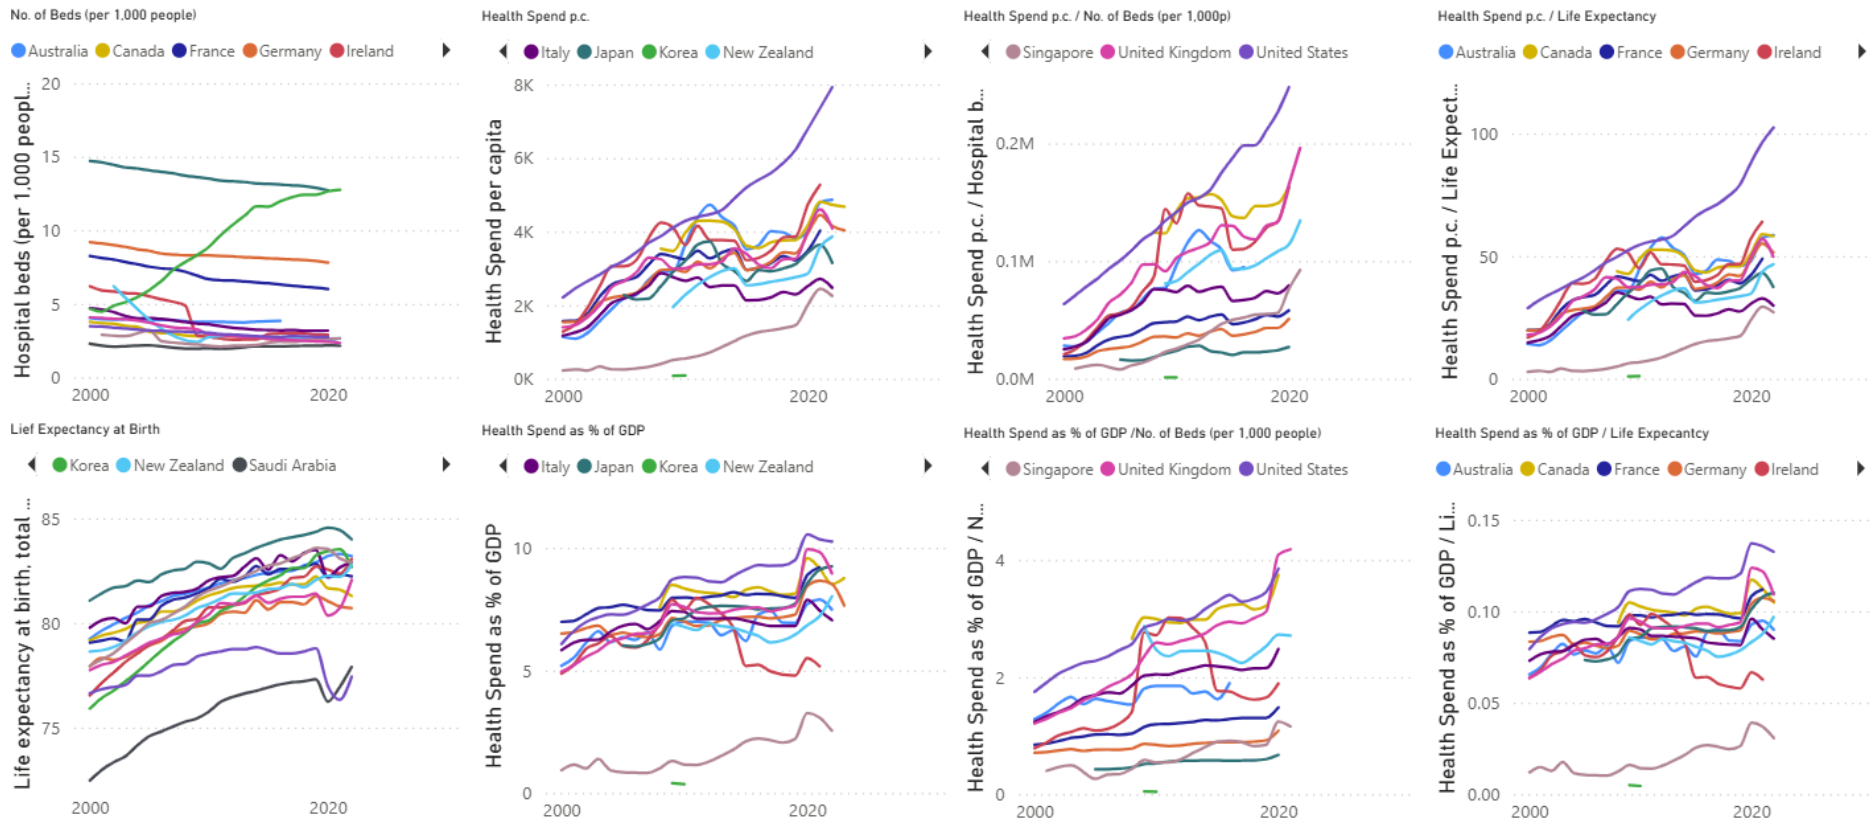 No. of Beds (per 1,000 people)
Australia Canada France Germany Ireland
Hospital beds (per 1,000 peopl...
20
15
10
5
0
2000 2020
Health Spend p.c.
Italy Japan Korea New Zealand
Health Spend per capita
8K
6K
4K
2K
0K
2000 2020
Health Spend p.c. / No. of Beds (per 1,000p)
Singapore United Kingdom United States
Health Spend p.c. / Hospital b...
0.2M
0.1M
0.0M
2000 2020
Health Spend p.c. / Life Expectancy
Australia Canada France Germany Ireland
Health Spend p.c. / Life Expect...
100
50
0
2000 2020
Lief Expectancy at Birth
Korea New Zealand Saudi Arabia
Life expectancy at birth, total ...
85
80
75
2000 2020
Health Spend as % of GDP
Italy Japan Korea New Zealand
Health Spend as % of GDP
10
5
0
2000 2020
Health Spend as % of GDP /No. of Beds (per 1,000 people)
Singapore United Kingdom United States
Health Spend as % of GDP / N...
4
2
0
2000 2020
Health Spend as % of GDP / Life Expecantcy
Australia Canada France Germany Ireland
Health Spend as % of GDP / Li...
0.15
0.10
0.05
0.00
2000 2020